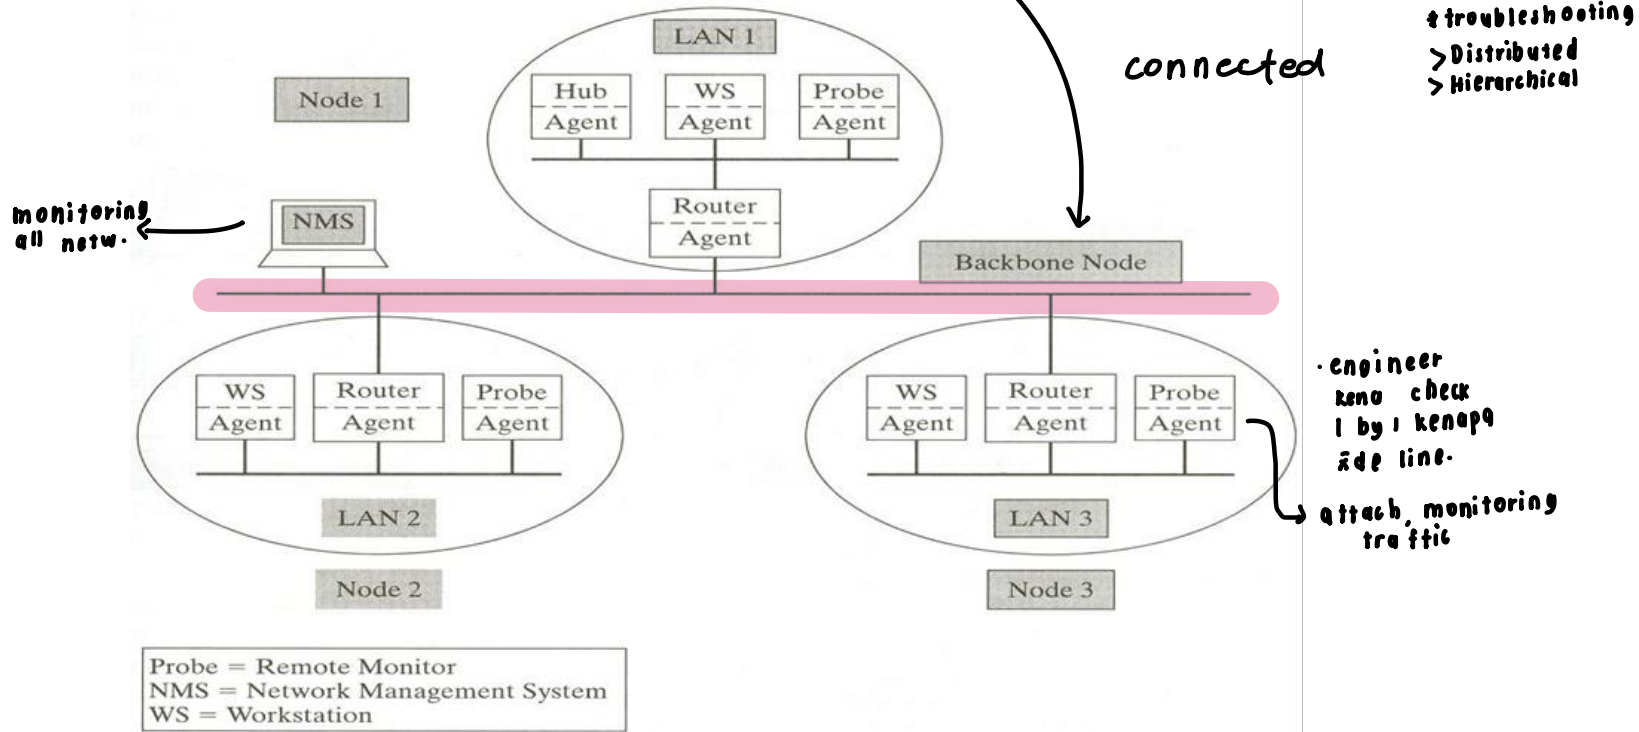 * troubleshooting
> Distributed
> Hierarchical
connected
LAN 1
Node 1
Hub
Agent
WS
Agent
Probe
Agent
Router
Agent
monitoring
all netw.
NMS
Backbone Node
WS
Agent
Router
Agent
Probe
Agent
LAN 2
Node 2
WS
Agent
Router
Agent
Probe
Agent
LAN 3
Node 3
. engineer
kena check
1 by 1 kenapa
x̄de line.
attach, monitoring
traffic
Probe = Remote Monitor
NMS = Network Management System
WS = Workstation